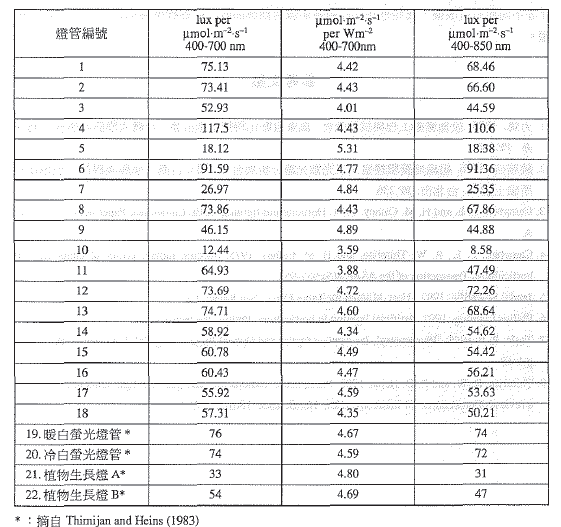 燈管編號 lux per μmol·m⁻²·s⁻¹ 400-700 nm μmol·m⁻²·s⁻¹ per Wm⁻² 400-700nm lux per μmol·m⁻²·s⁻¹ 400-850 nm
1 75.13 4.42 68.46
2 73.41 4.43 66.60
3 52.93 4.01 44.59
4 117.5 4.43 110.6
5 18.12 5.31 18.38
6 91.59 4.77 91.36
7 26.97 4.84 25.35
8 73.86 4.43 67.86
9 46.15 4.89 44.88
10 12.44 3.59 8.58
11 64.93 3.88 47.49
12 73.69 4.72 72.26
13 74.71 4.60 68.64
14 58.92 4.34 54.62
15 60.78 4.49 54.42
16 60.43 4.47 56.21
17 55.92 4.59 53.63
18 57.31 4.35 50.21
19. 暖白螢光燈管 * 76 4.67 74
20. 冷白螢光燈管 * 74 4.59 72
21. 植物生長燈 A* 33 4.80 31
22. 植物生長燈 B* 54 4.69 47
* ：摘自 Thimijan and Heins (1983)